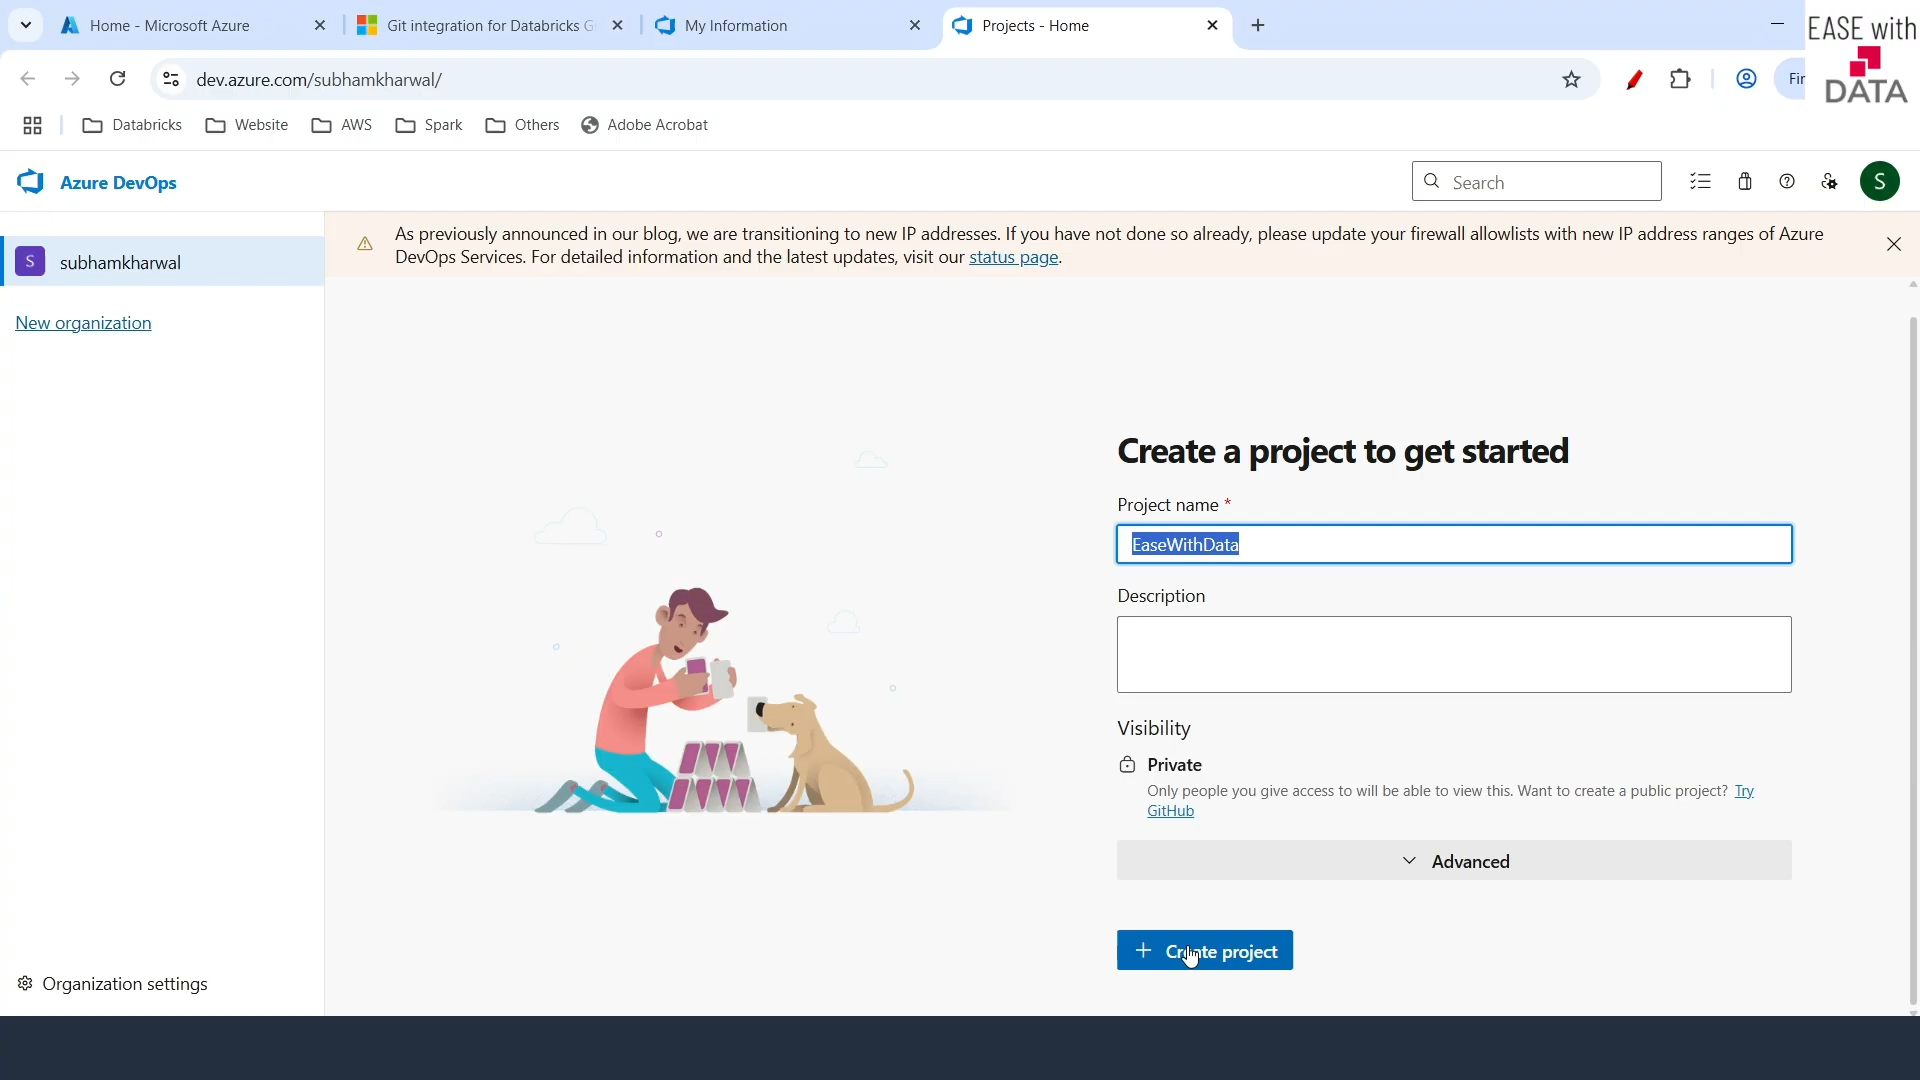 Home - Microsoft Azure
Git integration for Databricks G
My Information
Projects - Home
EASE with
DATA
dev.azure.com/subhamkharwal/
Fir
Databricks
Website
AWS
Spark
Others
Adobe Acrobat
Azure DevOps
Search
S
As previously announced in our blog, we are transitioning to new IP addresses. If you have not done so already, please update your firewall allowlists with new IP address ranges of Azure
DevOps Services. For detailed information and the latest updates, visit our status page.
S subhamkharwal
New organization
Create a project to get started
Project name *
EaseWithData
Description
Visibility
Private
Only people you give access to will be able to view this. Want to create a public project? Try
GitHub
Advanced
Create project
Organization settings